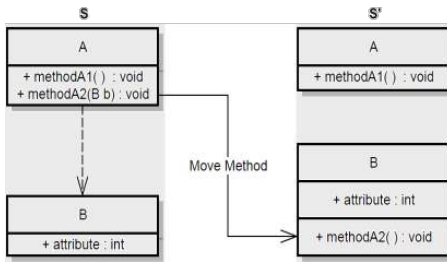 S
S'
A
+ methodA1( ) : void
+ methodA2(B b) : void
A
+ methodA1( ) : void
Move Method
B
+ attribute : int
B
+ attribute : int
+ methodA2( ) : void